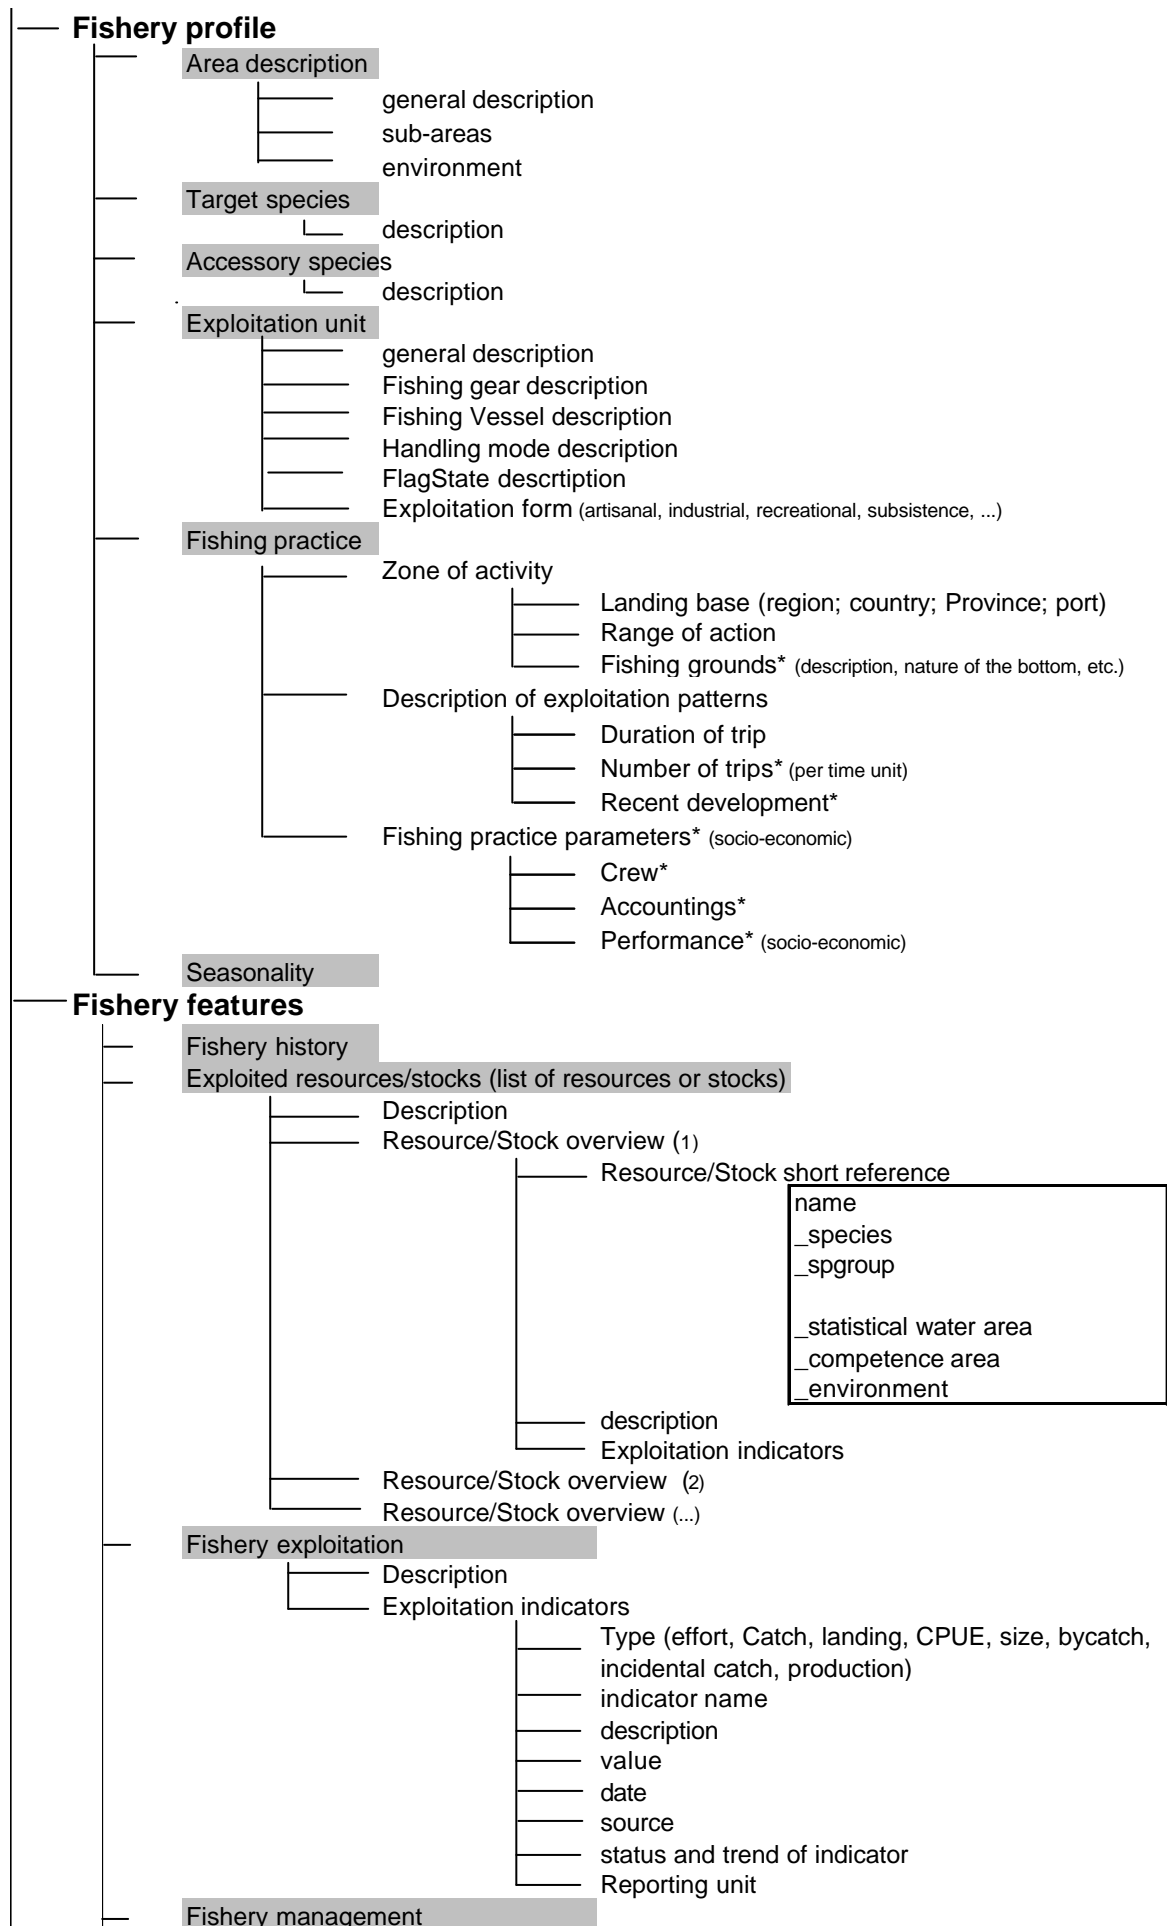 Fishery profile
Area description
general description
sub-areas
environment
Target species
description
Accessory species
description
Exploitation unit
general description
Fishing gear description
Fishing Vessel description
Handling mode description
FlagState descrtiption
Exploitation form (artisanal, industrial, recreational, subsistence, ...)
Fishing practice
Zone of activity
Landing base (region; country; Province; port)
Range of action
Fishing grounds* (description, nature of the bottom, etc.)
Description of exploitation patterns
Duration of trip
Number of trips* (per time unit)
Recent development*
Fishing practice parameters* (socio-economic)
Crew*
Accountings*
Performance* (socio-economic)
Seasonality
Fishery features
Fishery history
Exploited resources/stocks (list of resources or stocks)
Description
Resource/Stock overview (1)
Resource/Stock short reference
name
_species
_spgroup
_statistical water area
_competence area
_environment
description
Exploitation indicators
Resource/Stock overview (2)
Resource/Stock overview (...)
Fishery exploitation
Description
Exploitation indicators
Type (effort, Catch, landing, CPUE, size, bycatch,
incidental catch, production)
indicator name
description
value
date
source
status and trend of indicator
Reporting unit
Fishery management